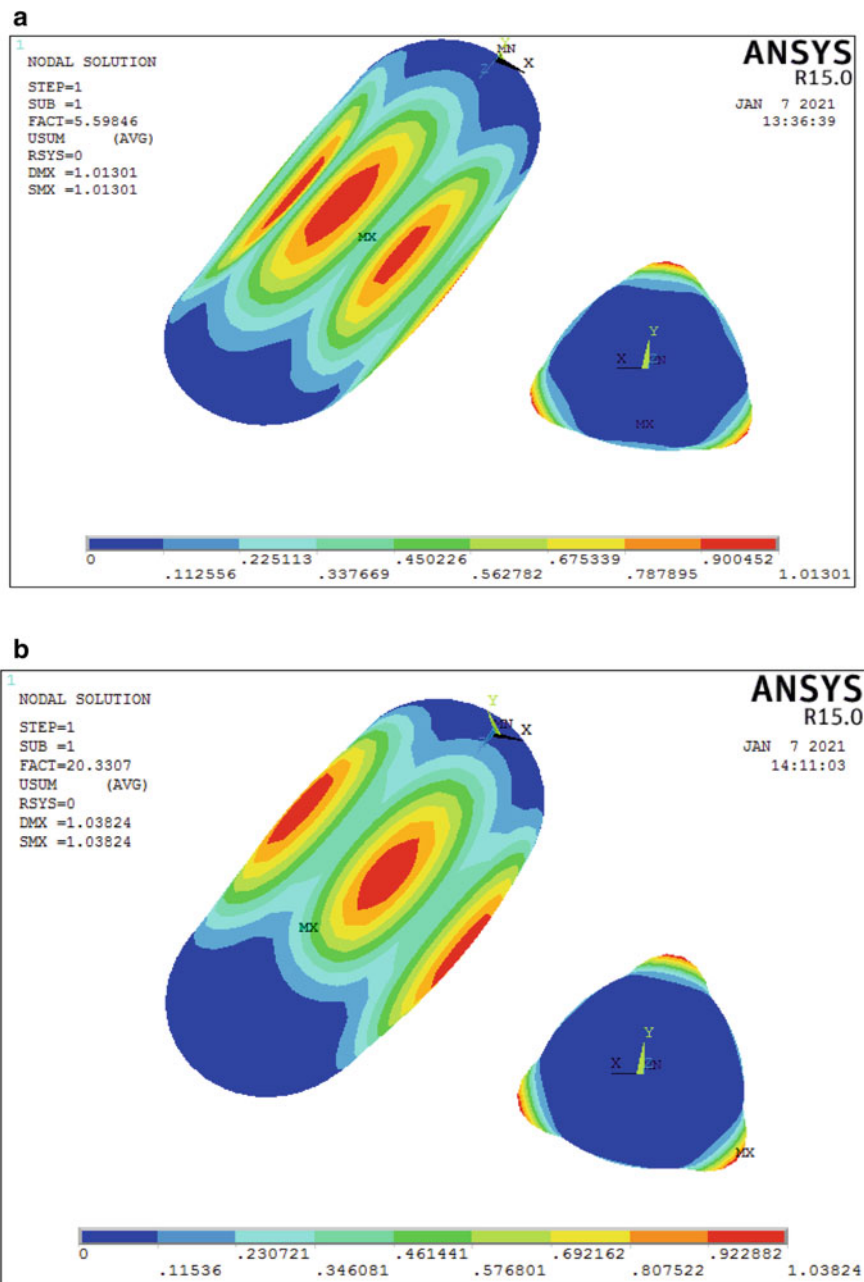 a
1
NODAL SOLUTION
STEP=1
SUB =1
FACT=5.59846
USUM (AVG)
RSYS=0
DMX =1.01301
SMX =1.01301
ANSYS
R15.0
JAN 7 2021
13:36:39
MN
X
Z
MX
Y
X
MX
0 .225113 .450226 .675339 .900452
.112556 .337669 .562782 .787895 1.01301
b
1
NODAL SOLUTION
STEP=1
SUB =1
FACT=20.3307
USUM (AVG)
RSYS=0
DMX =1.03824
SMX =1.03824
ANSYS
R15.0
JAN 7 2021
14:11:03
Y
X
MX
Y
X
MX
0 .230721 .461441 .692162 .922882
.11536 .346081 .576801 .807522 1.03824